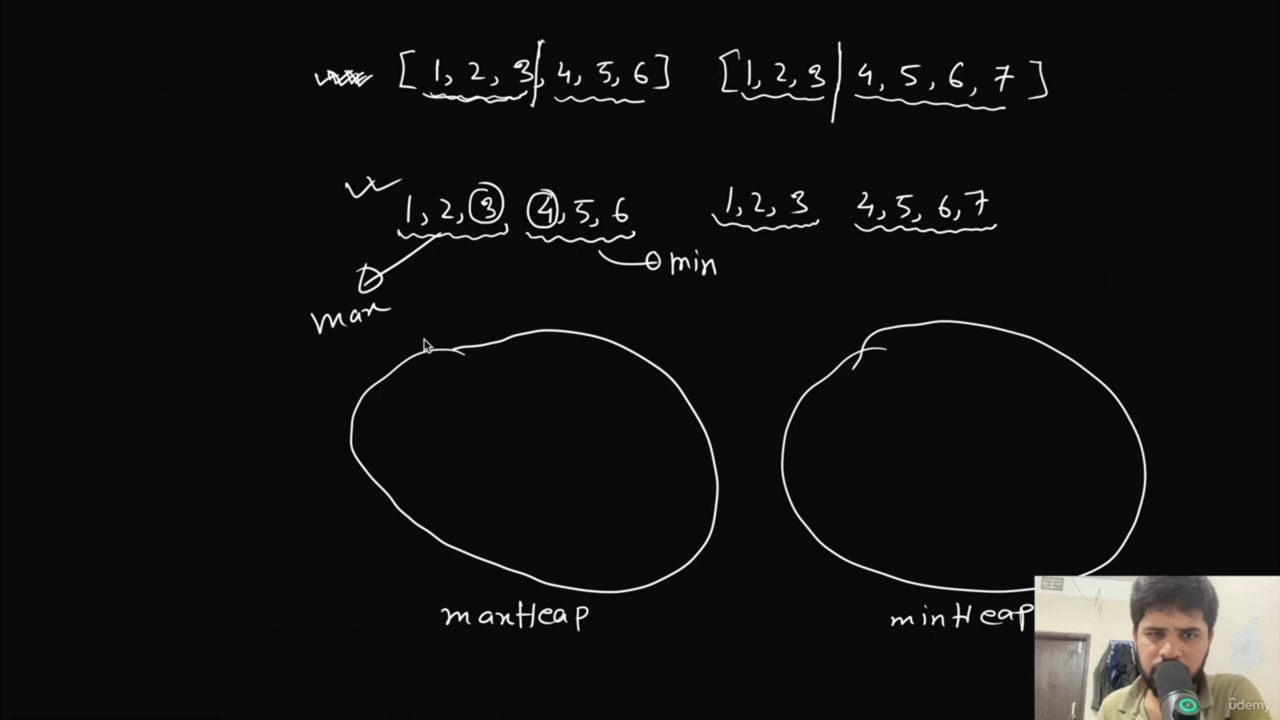 [1, 2, 3, 4, 5, 6] [1, 2, 3 4, 5, 6, 7]
1, 2, 3 4, 5, 6 1, 2, 3 4, 5, 6, 7
min
max
maxHeap minHeap
ûdemy